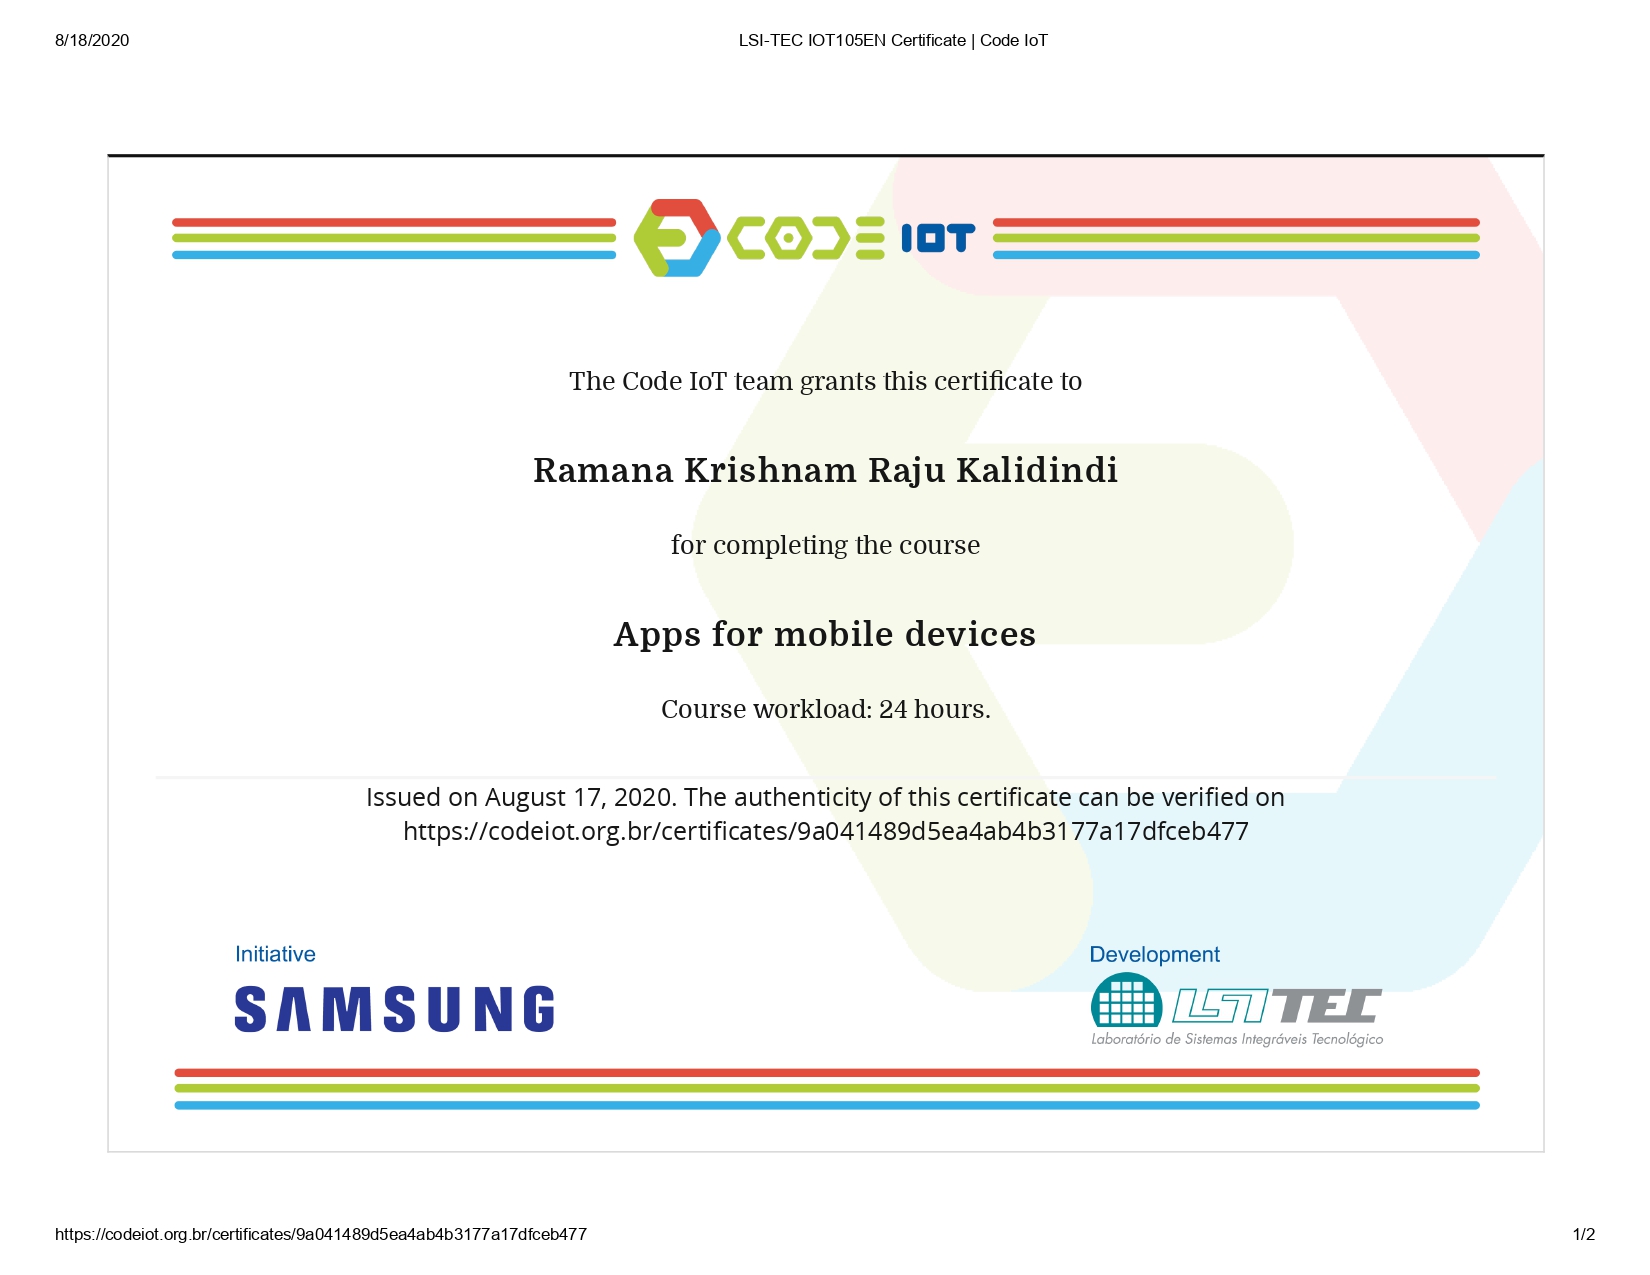 8/18/2020
LSI-TEC IOT105EN Certificate | Code IoT
CODE IOT
The Code IoT team grants this certificate to
Ramana Krishnam Raju Kalidindi
for completing the course
Apps for mobile devices
Course workload: 24 hours.
Issued on August 17, 2020. The authenticity of this certificate can be verified on
https://codeiot.org.br/certificates/9a041489d5ea4ab4b3177a17dfceb477
Initiative
SAMSUNG
Development
LSITEC
Laboratório de Sistemas Integráveis Tecnológico
https://codeiot.org.br/certificates/9a041489d5ea4ab4b3177a17dfceb477
1/2